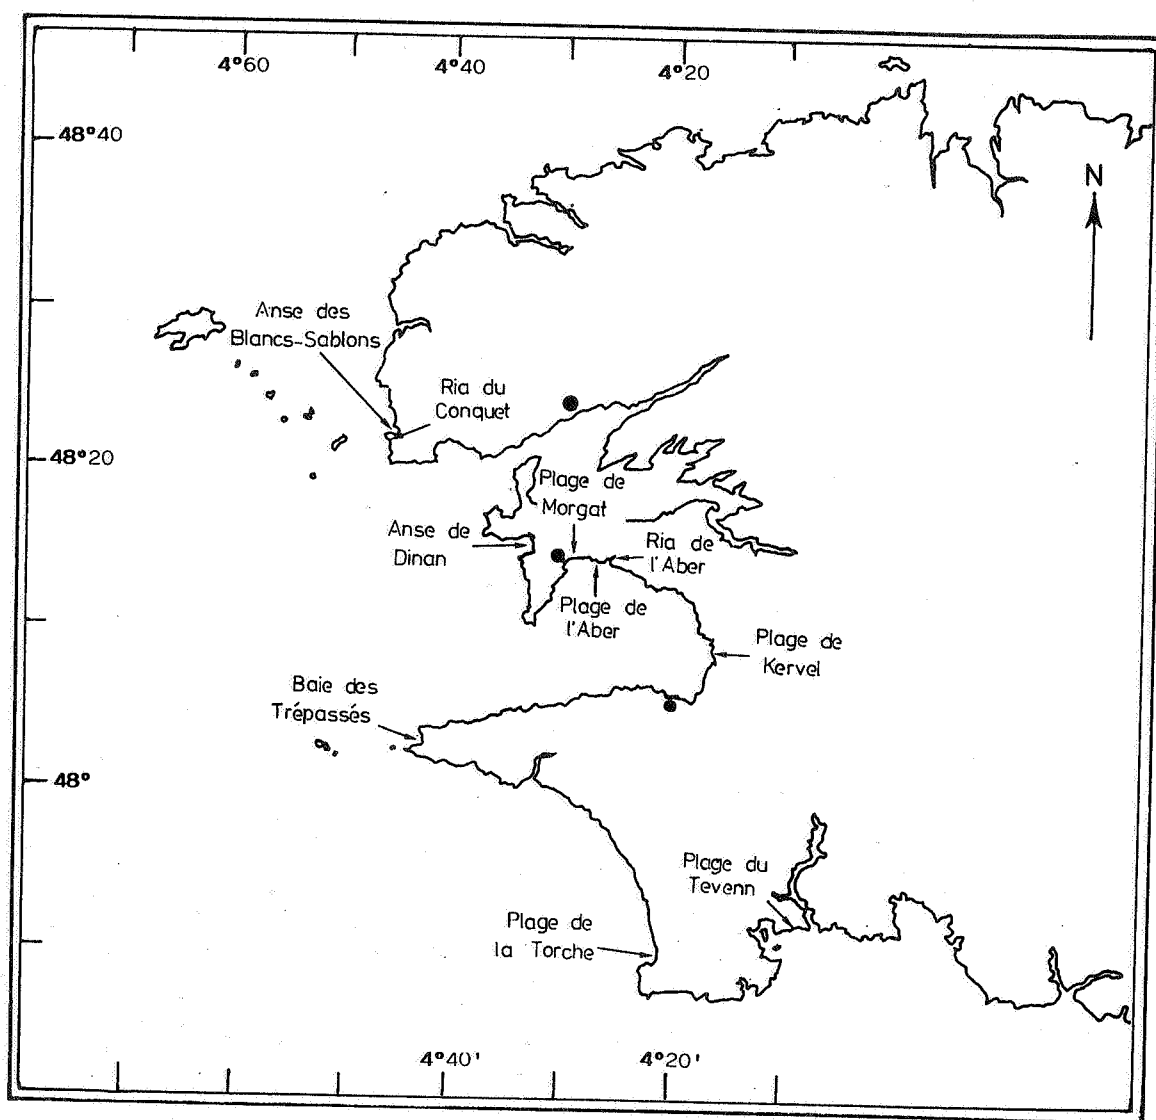 4°60
4°40
4°20
48°40
N
Anse des
Blancs-Sablons
Ria du
Conquet
48°20
Plage de
Morgat
Anse de
Dinan
Ria de
l'Aber
Plage de
l'Aber
Plage de
Kervel
Baie des
Trépassés
48°
Plage du
Tevenn
Plage de
la Torche
4°40'
4°20'